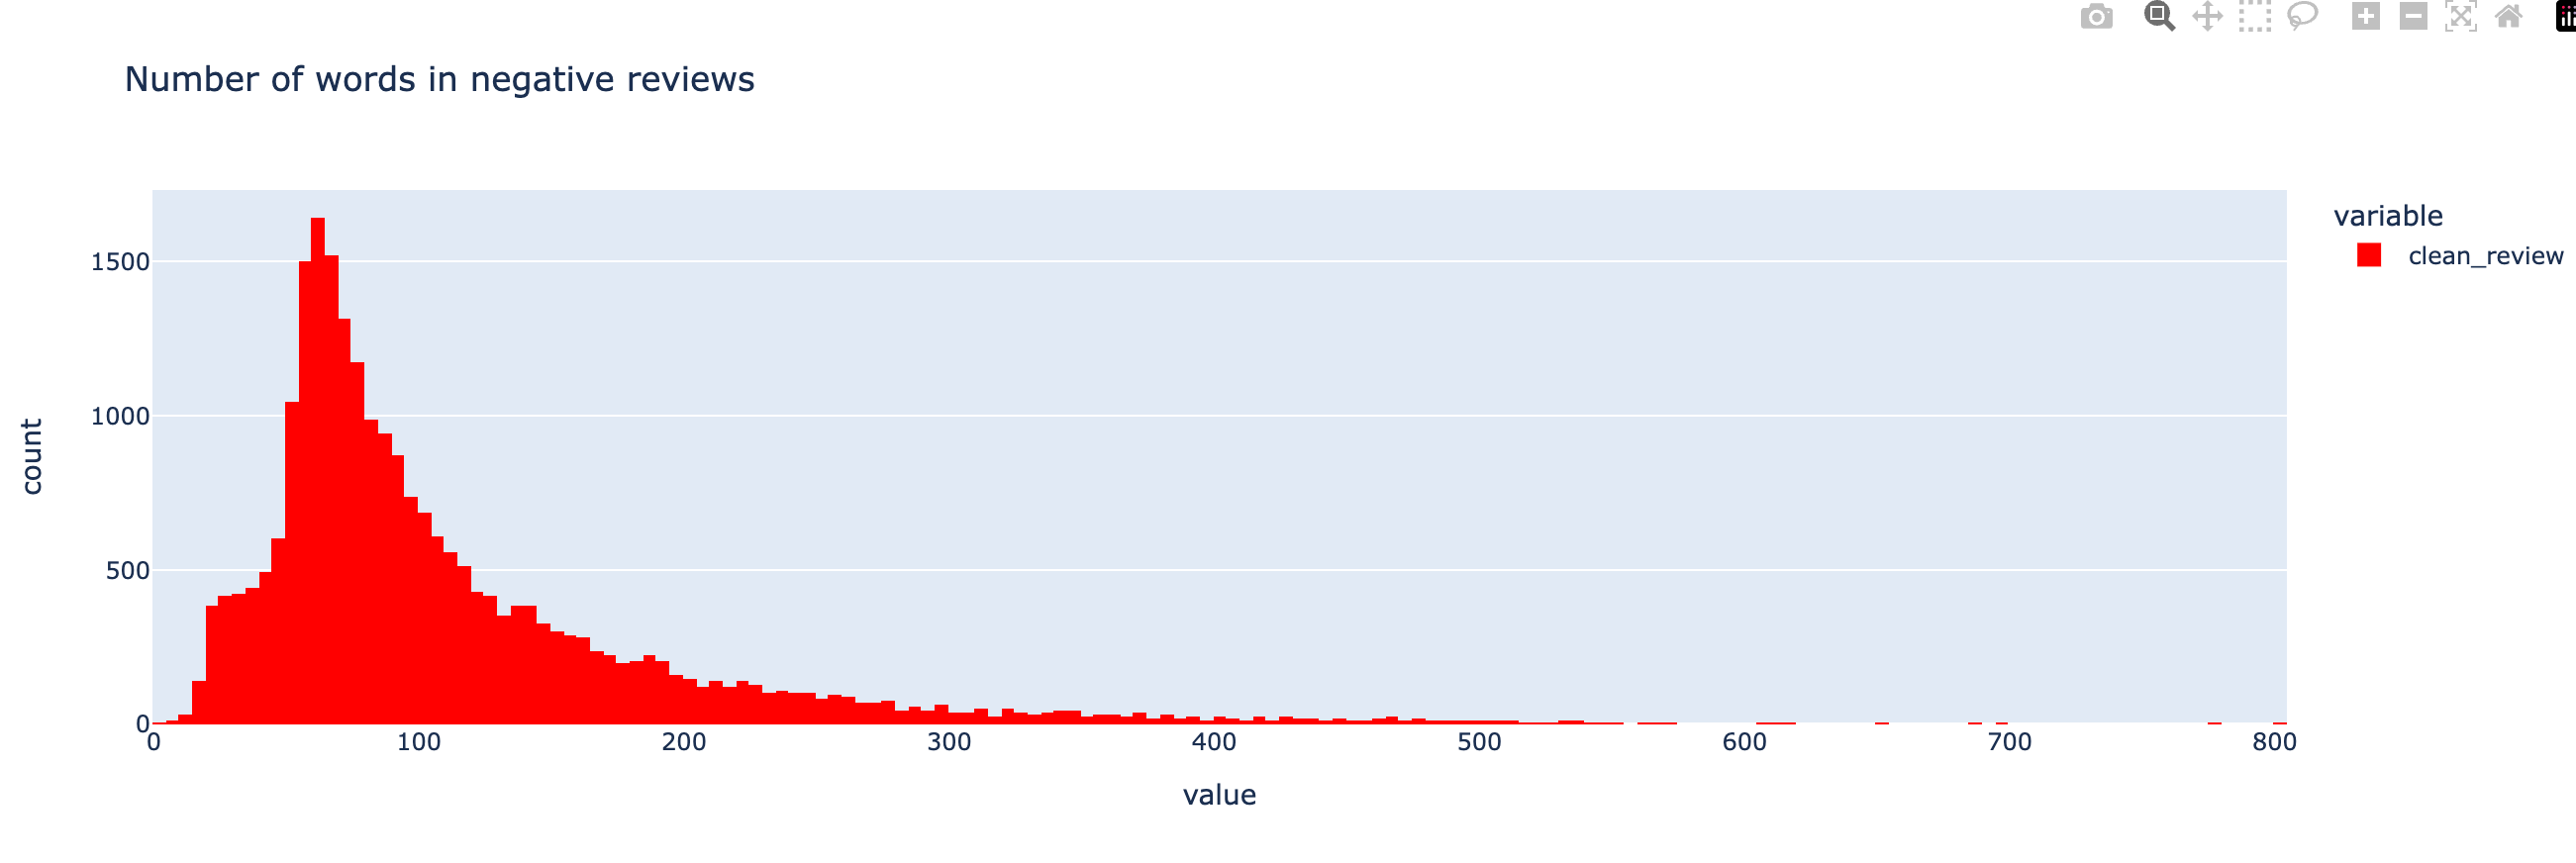 Number of words in negative reviews
variable
clean_review
1500
1000
500
0
count
0 100 200 300 400 500 600 700 800
value